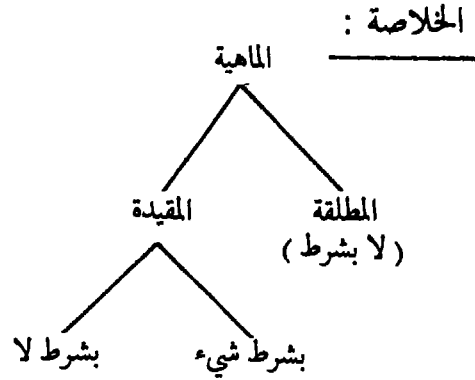 الخلاصة :
الماهية
المطلقة
المقيدة
( لا بشرط )
بشرط شيء
بشرط لا